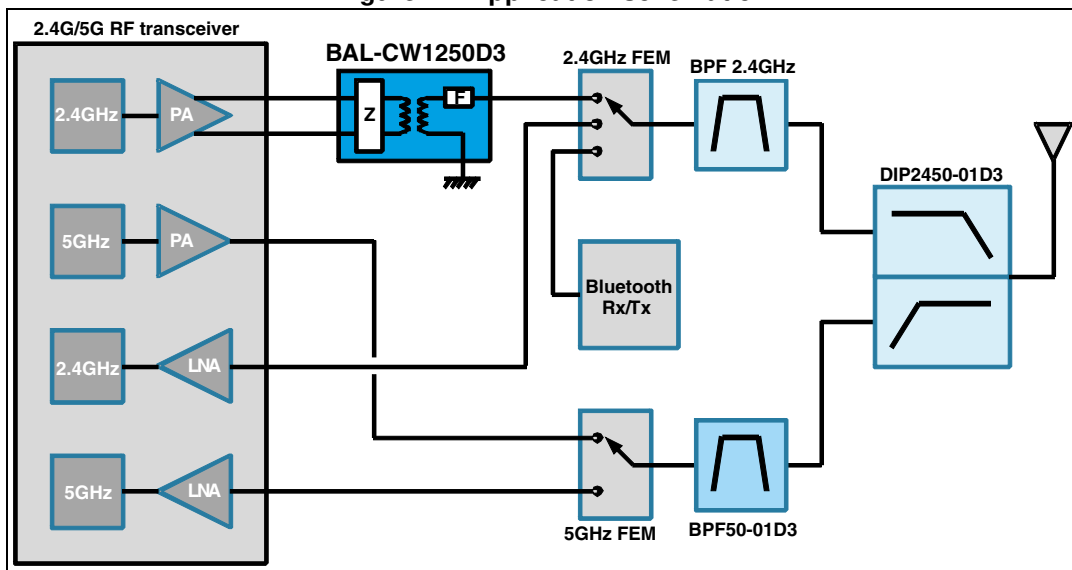 2.4G/5G RF transceiver
BAL-CW1250D3
2.4GHz FEM
BPF 2.4GHz
2.4GHz
PA
Z
F
DIP2450-01D3
5GHz
PA
Bluetooth
Rx/Tx
2.4GHz
LNA
5GHz
LNA
5GHz FEM
BPF50-01D3